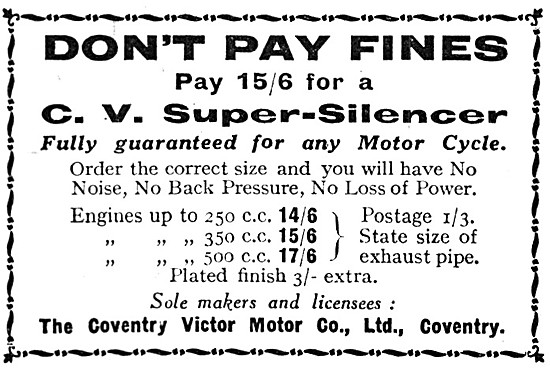 DON'T PAY FINES
Pay 15/6 for a
C. V. Super-Silencer
Fully guaranteed for any Motor Cycle.
Order the correct size and you will have No
Noise, No Back Pressure, No Loss of Power.
Engines up to 250 c.c. 14/6 } Postage 1/3.
„ „ „ 350 c.c. 15/6 } State size of
„ „ „ 500 c.c. 17/6 } exhaust pipe.
Plated finish 3/- extra.
Sole makers and licensees :
The Coventry Victor Motor Co., Ltd., Coventry.